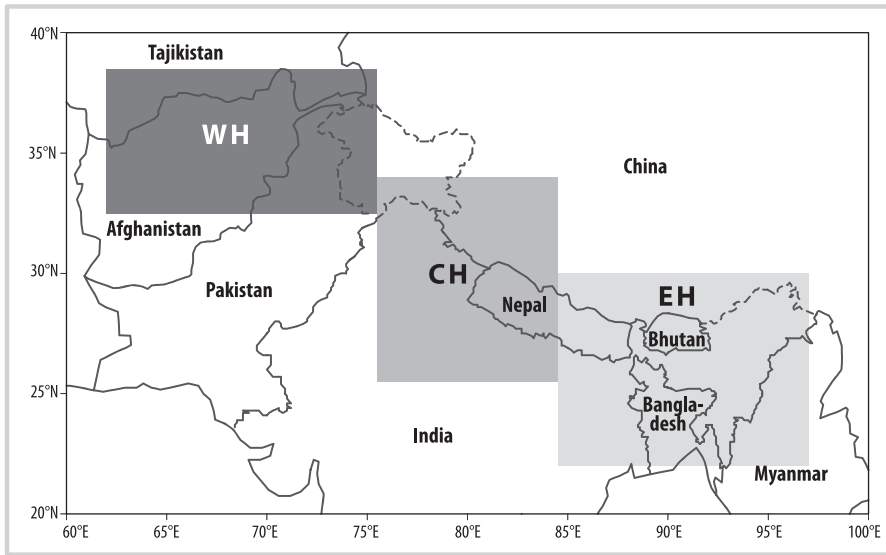 40°N
Tajikistan
WH
35°N
China
Afghanistan
30°N
Pakistan
CH
EH
Nepal
Bhutan
25°N
Bangla-
desh
India
Myanmar
20°N
60°E 65°E 70°E 75°E 80°E 85°E 90°E 95°E 100°E